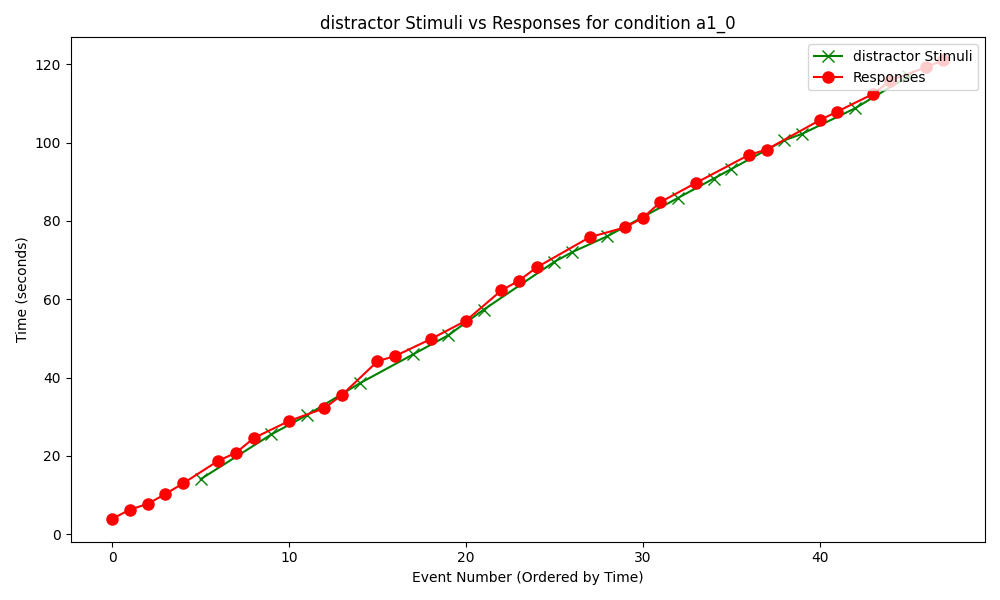 distractor Stimuli vs Responses for condition a1_0
distractor Stimuli
Responses
Time (seconds)
120
100
80
60
40
20
0
0 10 20 30 40
Event Number (Ordered by Time)